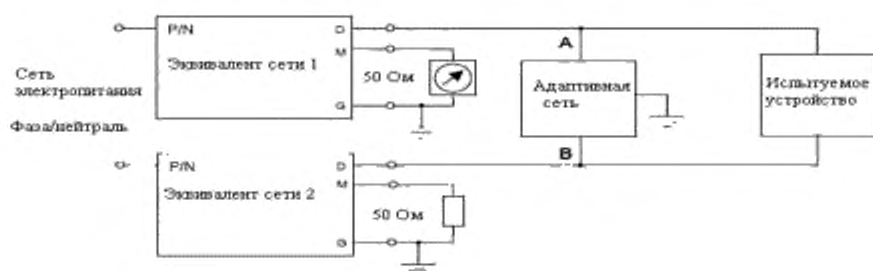 P/N
D
M
G
Эквивалент сети 1
50 Ом
A
Сеть
электропитания
Фаза/нейтраль
Адаптивная
сеть
Испытуемое
устройство
B
P/N
D
M
G
Эквивалент сети 2
50 Ом